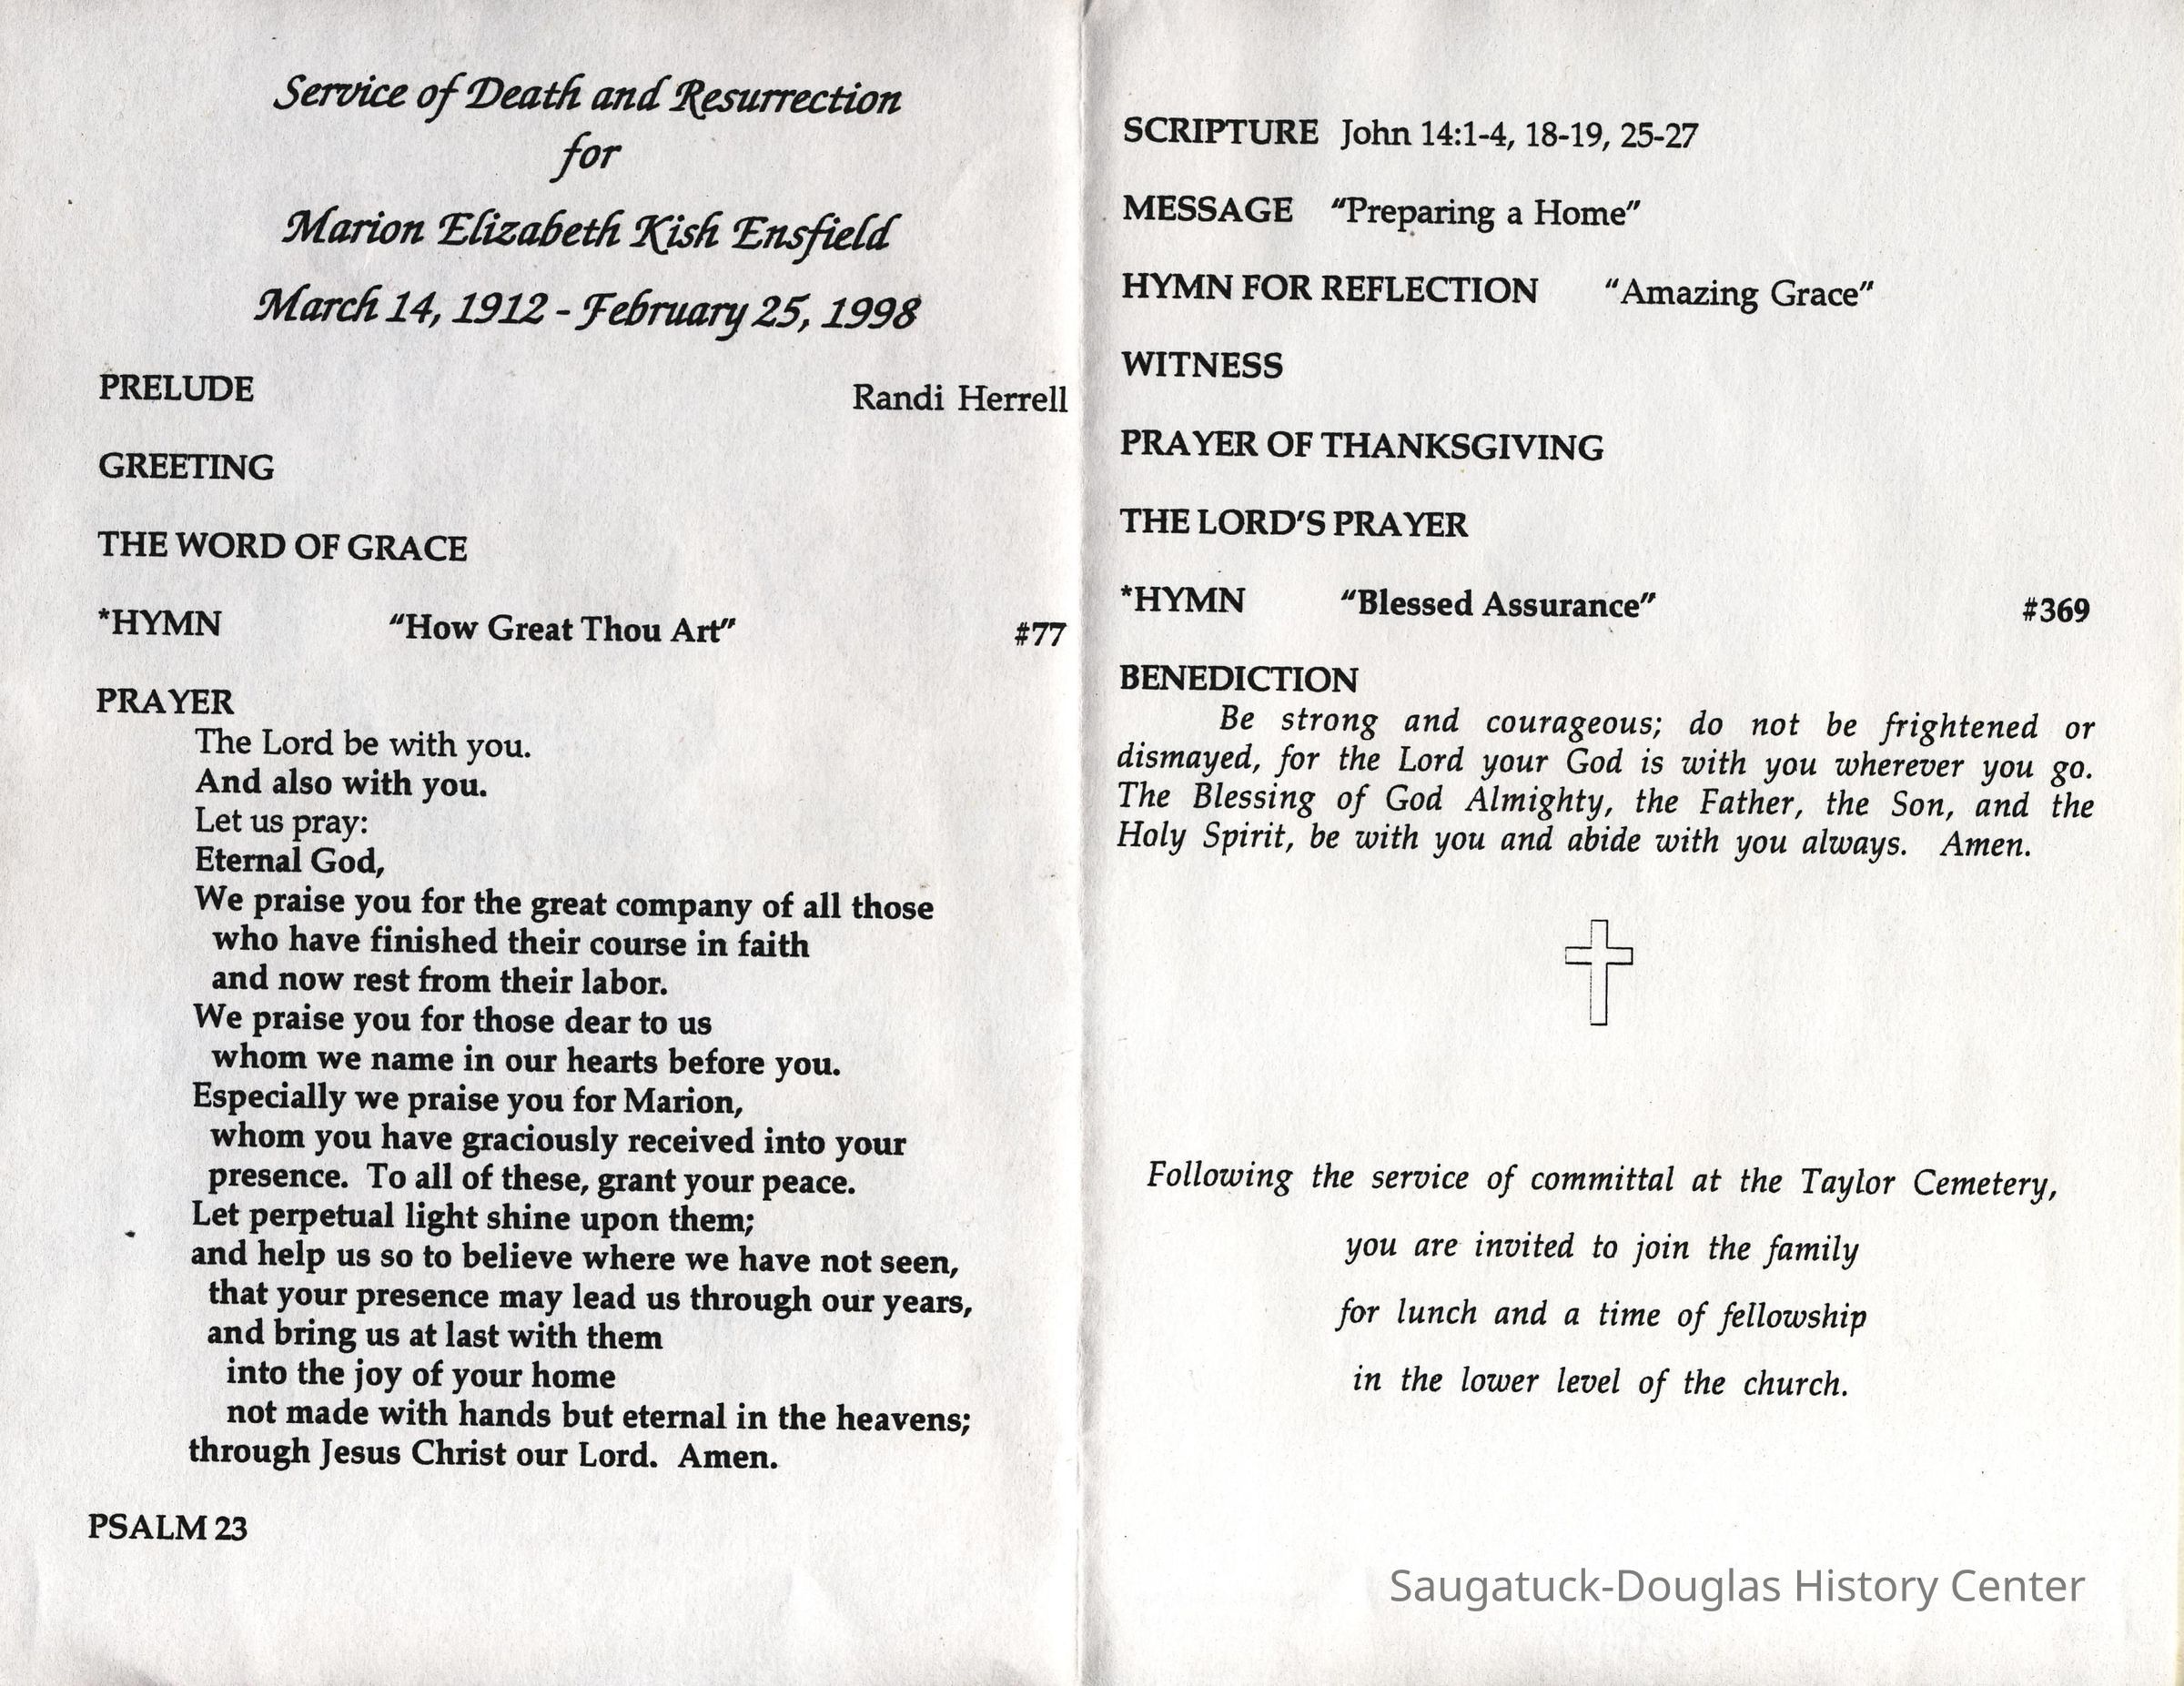 Service of Death and Resurrection
for
Marion Elizabeth Kish Ensfield
March 14, 1912 - February 25, 1998
PRELUDE Randi Herrell
GREETING
THE WORD OF GRACE
*HYMN "How Great Thou Art" #77
PRAYER
The Lord be with you.
And also with you.
Let us pray:
Eternal God,
We praise you for the great company of all those
who have finished their course in faith
and now rest from their labor.
We praise you for those dear to us
whom we name in our hearts before you.
Especially we praise you for Marion,
whom you have graciously received into your
presence. To all of these, grant your peace.
Let perpetual light shine upon them;
and help us so to believe where we have not seen,
that your presence may lead us through our years,
and bring us at last with them
into the joy of your home
not made with hands but eternal in the heavens;
through Jesus Christ our Lord. Amen.
PSALM 23
SCRIPTURE John 14:1-4, 18-19, 25-27
MESSAGE "Preparing a Home"
HYMN FOR REFLECTION "Amazing Grace"
WITNESS
PRAYER OF THANKSGIVING
THE LORD'S PRAYER
*HYMN "Blessed Assurance" #369
BENEDICTION
Be strong and courageous; do not be frightened or
dismayed, for the Lord your God is with you wherever you go.
The Blessing of God Almighty, the Father, the Son, and the
Holy Spirit, be with you and abide with you always. Amen.
Following the service of committal at the Taylor Cemetery,
you are invited to join the family
for lunch and a time of fellowship
in the lower level of the church.
Saugatuck-Douglas History Center